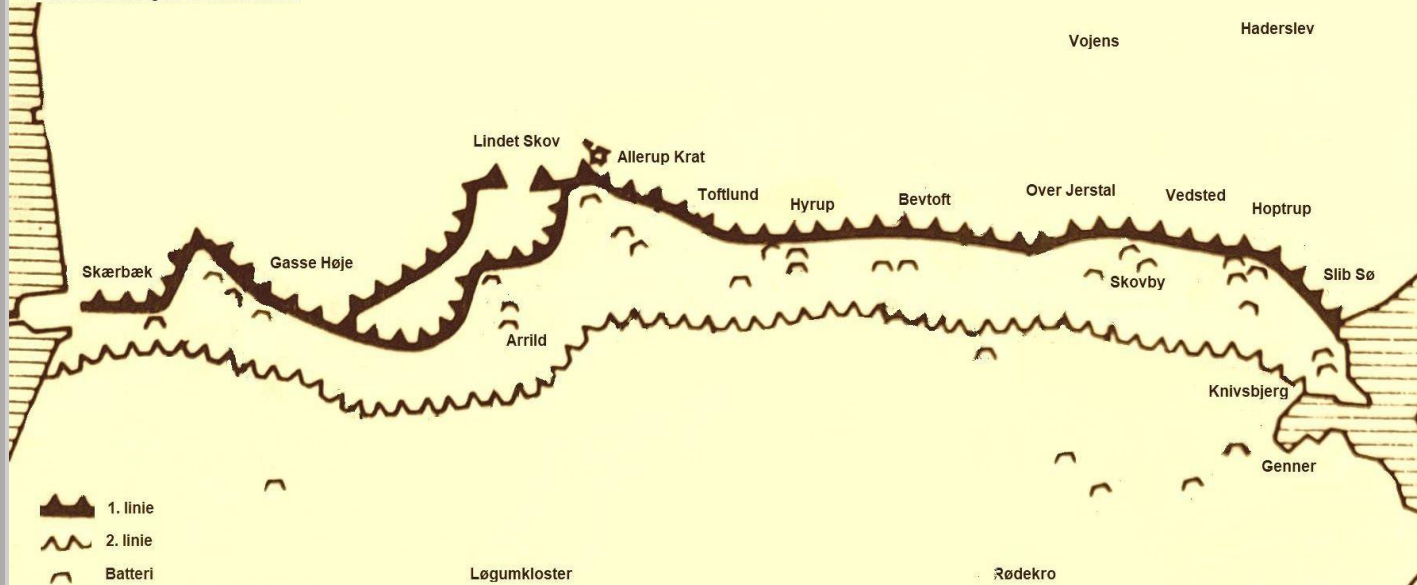 Haderslev
Vojens
Lindet Skov
Allerup Krat
Toftlund
Hyrup
Bevtoft
Over Jerstal
Vedsted
Hoptrup
Skærbæk
Gasse Høje
Slib Sø
Skovby
Arrild
Knivsbjerg
Genner
1. linie
2. linie
Batteri
Løgumkloster
Rødekro